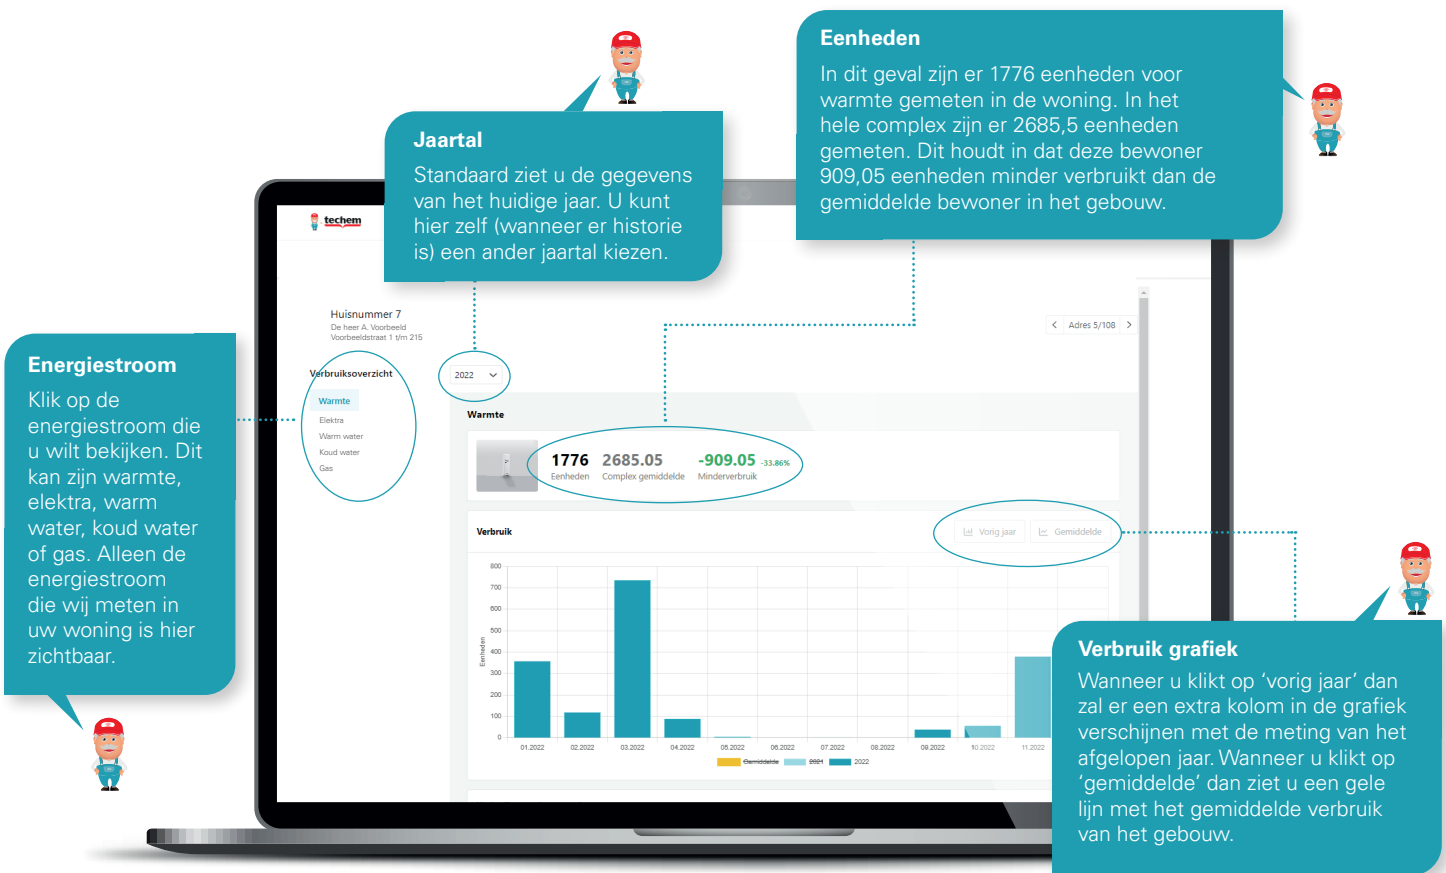 Eenheden
In dit geval zijn er 1776 eenheden voor
warmte gemeten in de woning. In het
hele complex zijn er 2685,5 eenheden
gemeten. Dit houdt in dat deze bewoner
909,05 eenheden minder verbruikt dan de
gemiddelde bewoner in het gebouw.
Jaartal
Standaard ziet u de gegevens
van het huidige jaar. U kunt
hier zelf (wanneer er historie
is) een ander jaartal kiezen.
techem
Huisnummer 7
De heer A. Voorbeeld
Voorbeeldstraat 1 t/m 215
Adres 5/108
Energiestroom
Klik op de
energiestroom die
u wilt bekijken. Dit
kan zijn warmte,
elektra, warm
water, koud water
of gas. Alleen de
energiestroom
die wij meten in
uw woning is hier
zichtbaar.
Verbruiksoverzicht
Warmte
Elektra
Warm water
Koud water
Gas
2022
Warmte
1776 2685.05 -909.05 -33.86%
Eenheden Complex gemiddelde Minderverbruik
Verbruik
Vorig jaar Gemiddelde
800
700
600
500
400
300
200
100
0
Eenheden
01.2022 02.2022 03.2022 04.2022 05.2022 06.2022 07.2022 08.2022 09.2022 10.2022 11.2022
Gemiddelde 2021 2022
Verbruik grafiek
Wanneer u klikt op ‘vorig jaar’ dan
zal er een extra kolom in de grafiek
verschijnen met de meting van het
afgelopen jaar. Wanneer u klikt op
‘gemiddelde’ dan ziet u een gele
lijn met het gemiddelde verbruik
van het gebouw.